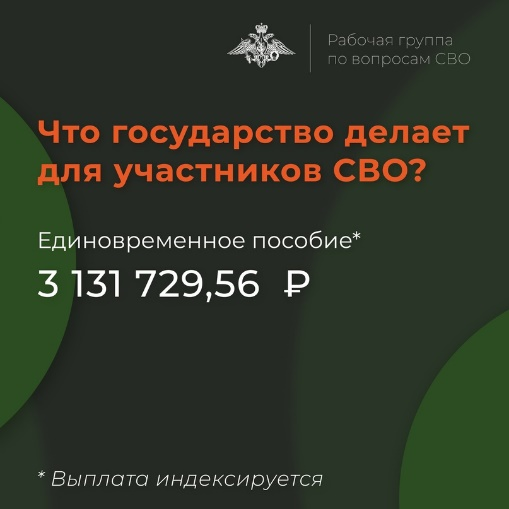 Рабочая группа
по вопросам СВО
Что государство делает
для участников СВО?
Единовременное пособие*
3 131 729,56 ₽
* Выплата индексируется